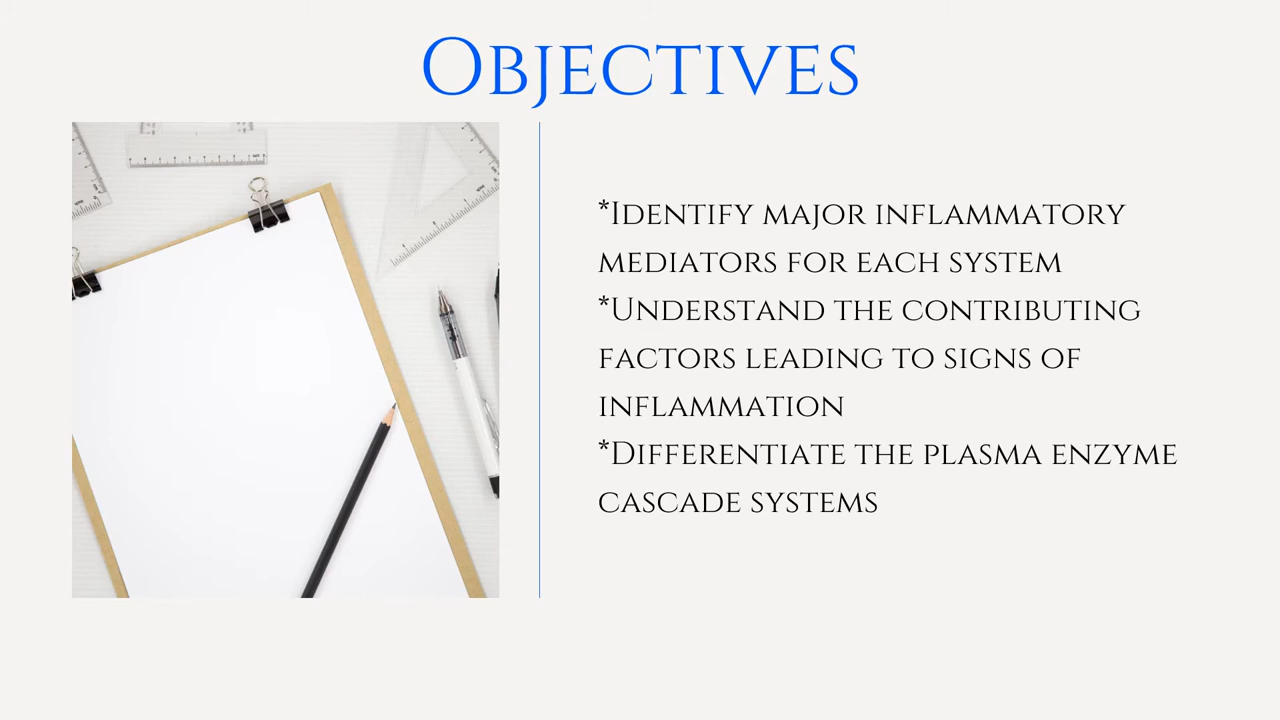 Objectives
*Identify major inflammatory
mediators for each system
*Understand the contributing
factors leading to signs of
inflammation
*Differentiate the plasma enzyme
cascade systems